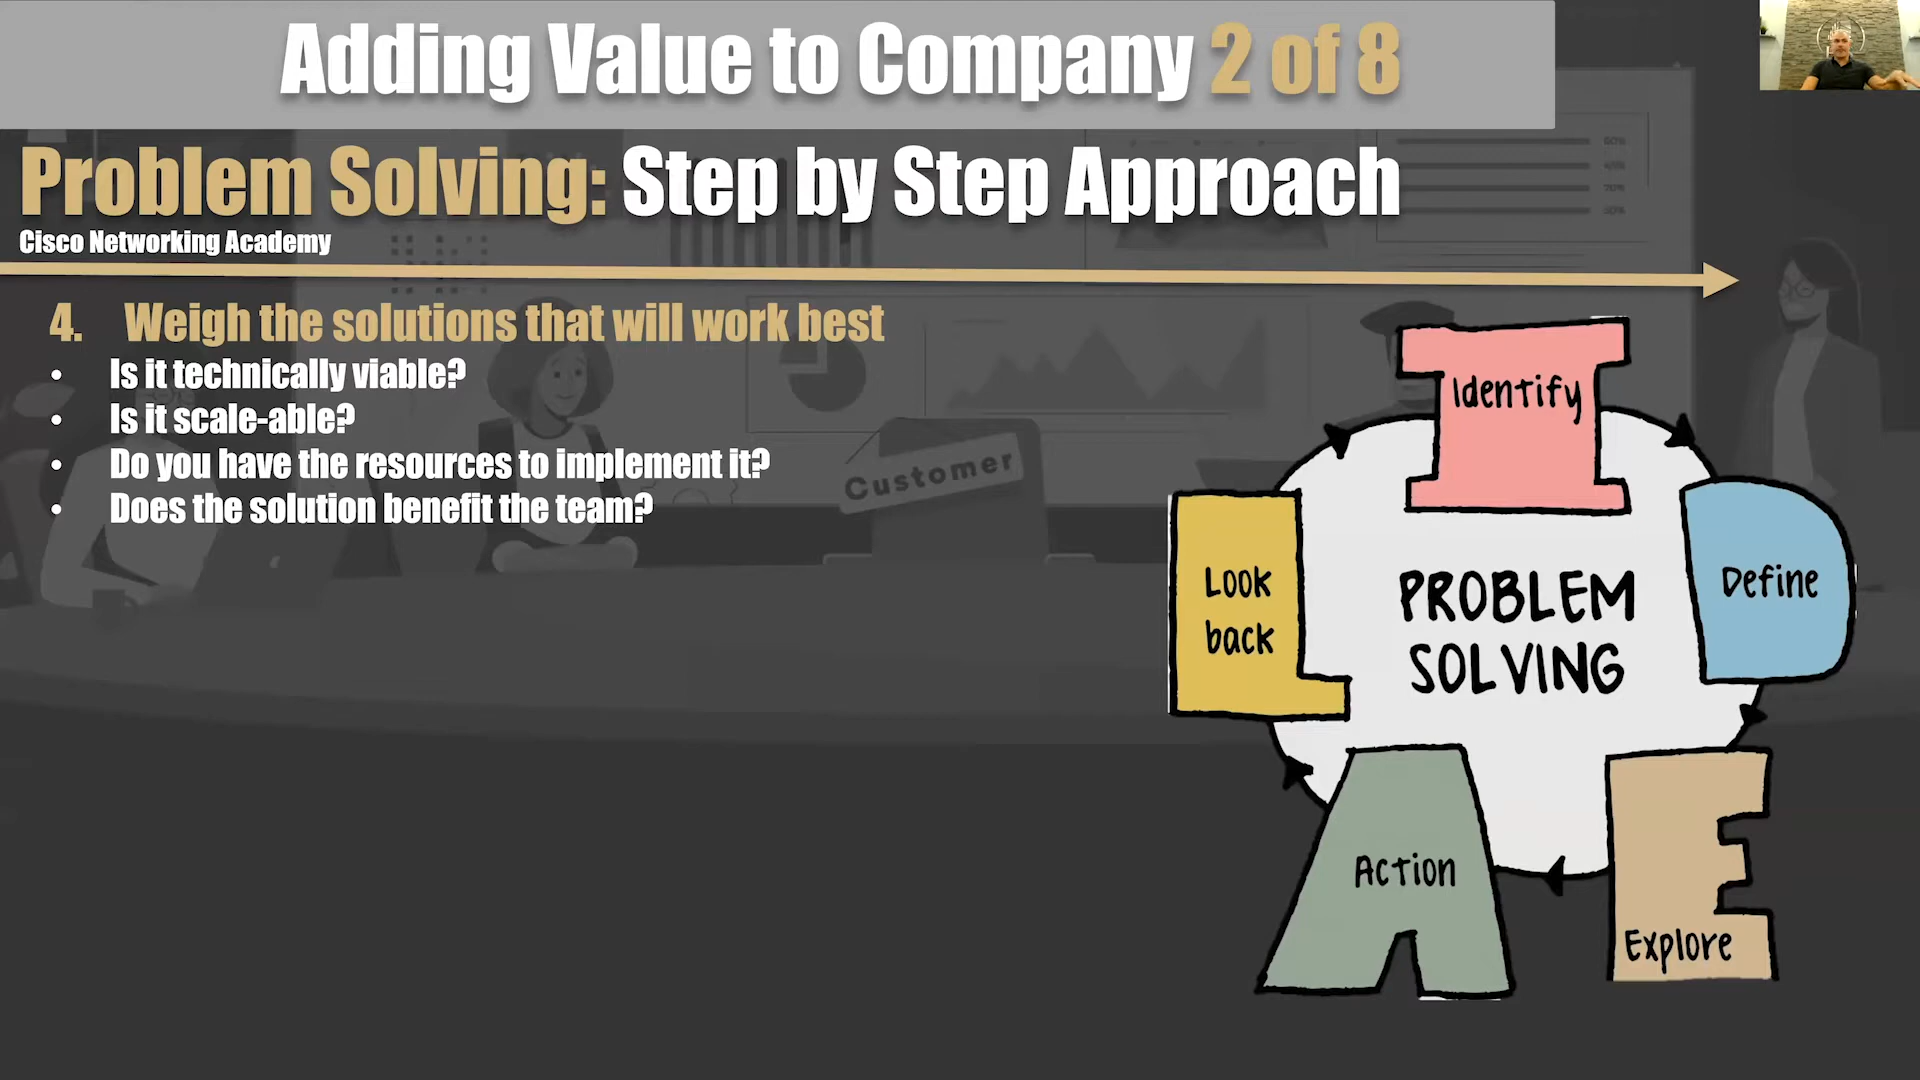 Adding Value to Company 2 of 8
Problem Solving: Step by Step Approach
Cisco Networking Academy
4. Weigh the solutions that will work best
• Is it technically viable?
• Is it scale-able?
• Do you have the resources to implement it?
• Does the solution benefit the team?
Customer
Identify
Define
Look
back
PROBLEM
SOLVING
Action
Explore